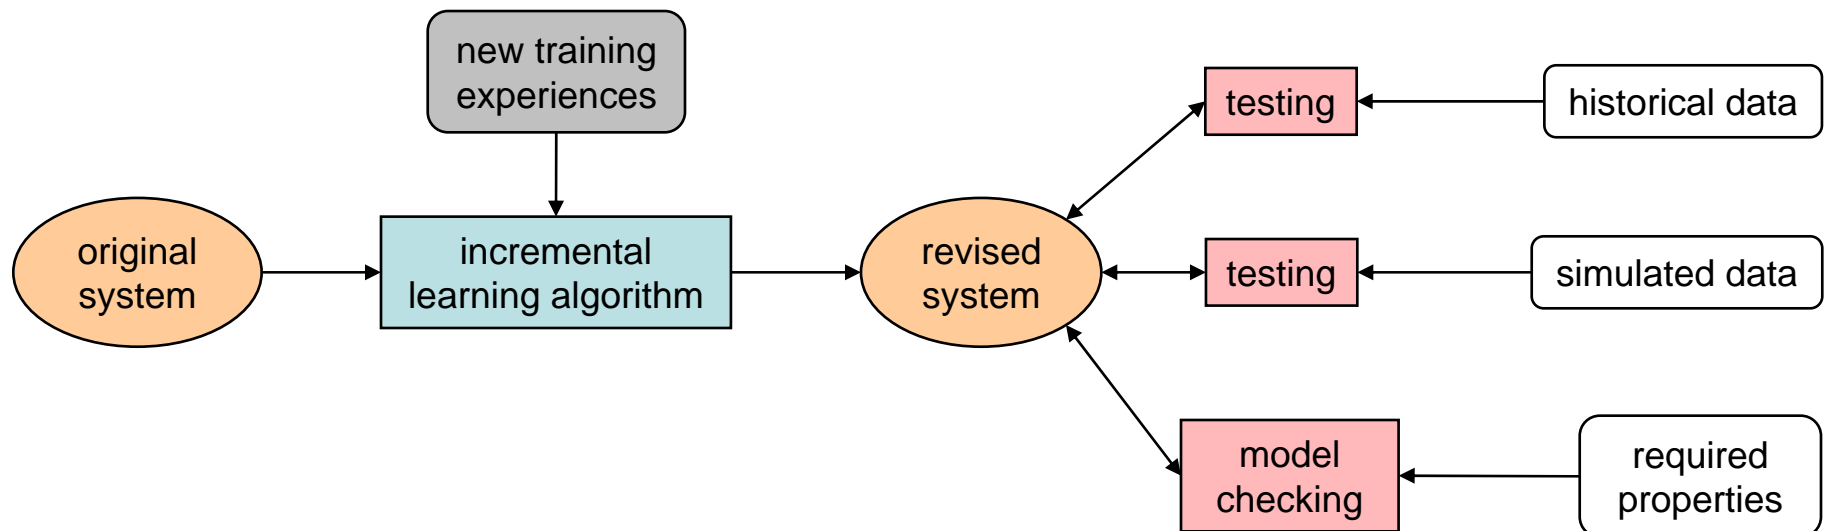 new training
experiences
testing
historical data
original
system
incremental
learning algorithm
revised
system
testing
simulated data
model
checking
required
properties